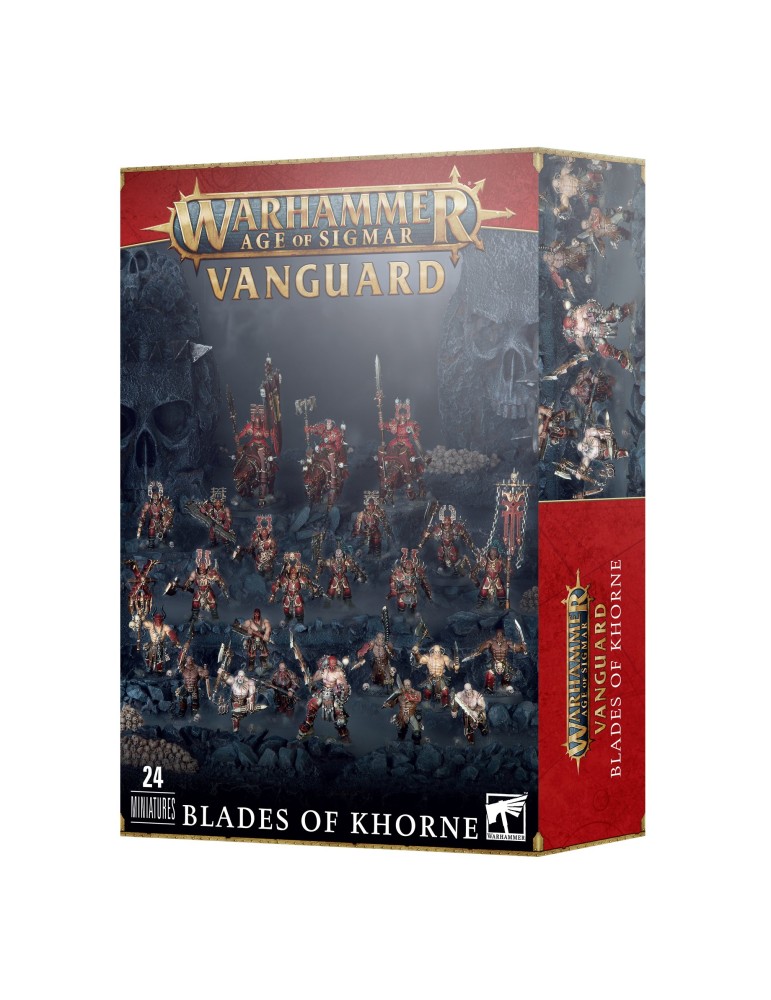 WARHAMMER
AGE OF SIGMAR
VANGUARD
24
MINIATURES
BLADES OF KHORNE
WARHAMMER
WARHAMMER
AGE OF SIGMAR
VANGUARD
BLADES OF KHORNE